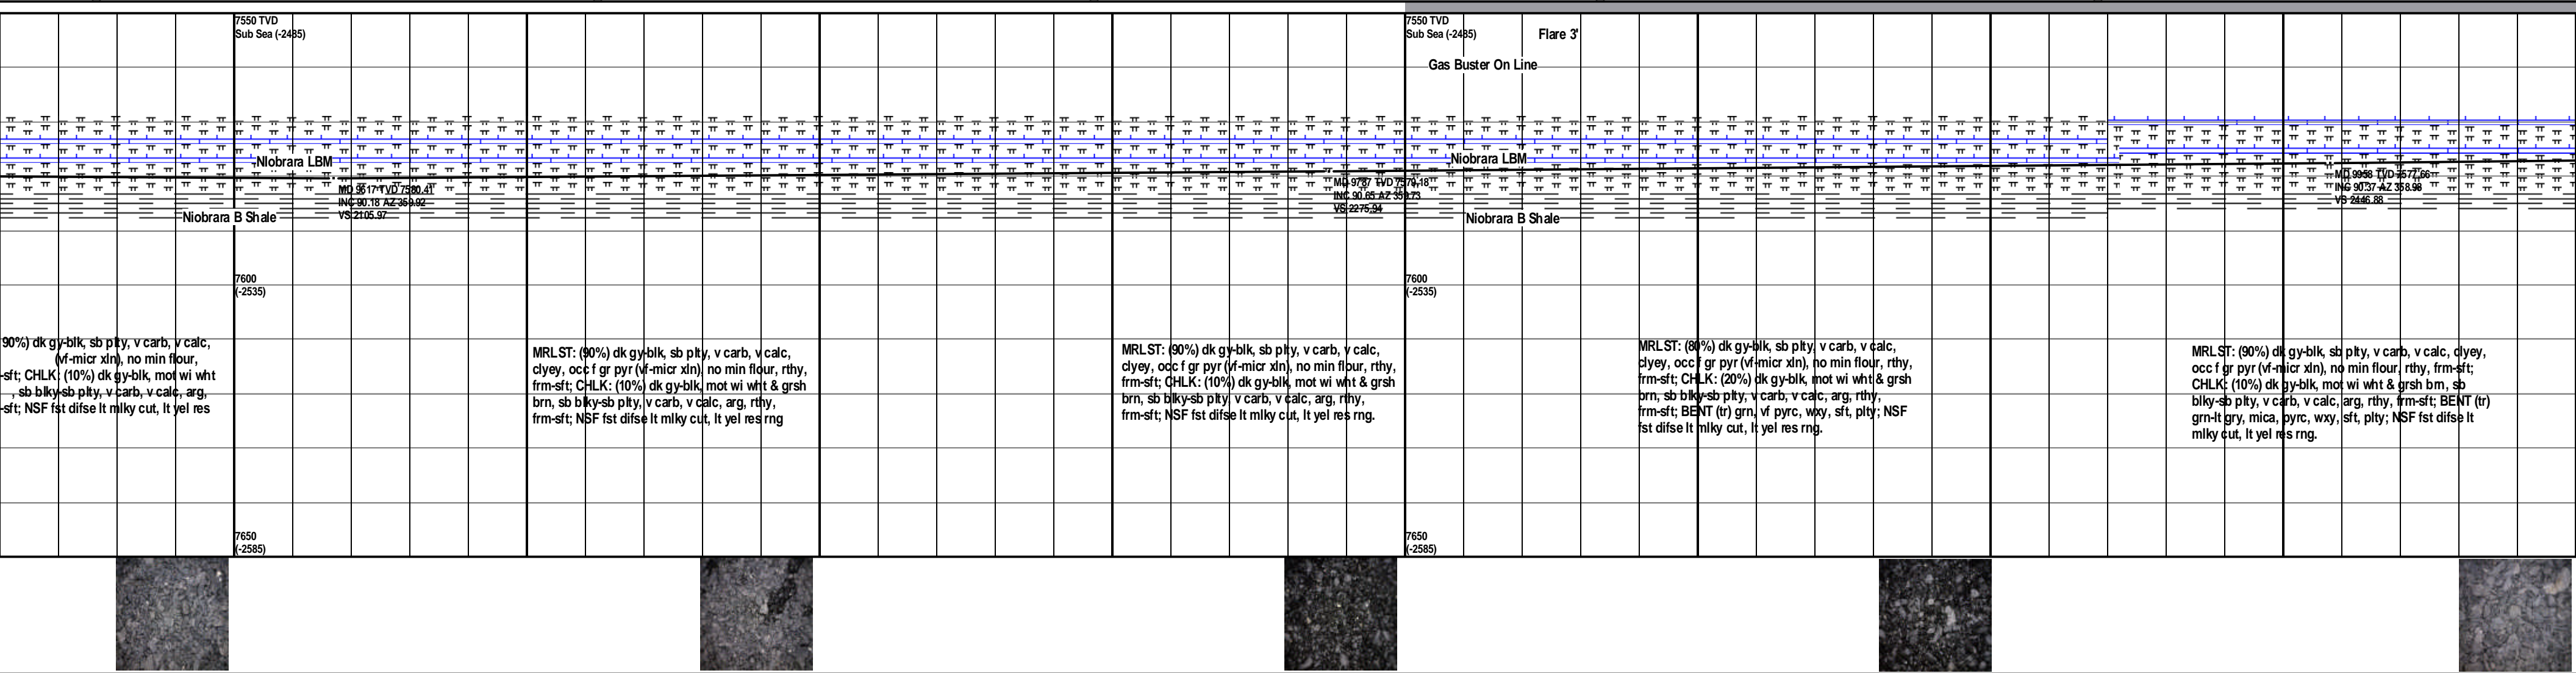 7550 TVD
Sub Sea (-2485)
7550 TVD
Sub Sea (-2485)
Flare 3'
Gas Buster On Line
Niobrara LBM
Niobrara LBM
MD 9617 TVD 7580.41
INC 90.18 AZ 359.92
VS 2105.97
MD 9787 TVD 7579.18
INC 90.65 AZ 359.73
VS 2275.94
MD 9958 TVD 7577.66
INC 90.37 AZ 358.98
VS 2446.88
Niobrara B Shale
Niobrara B Shale
7600
(-2535)
7600
(-2535)
90%) dk gy-blk, sb plty, v carb, v calc,
(vf-micr xln), no min flour,
-sft; CHLK: (10%) dk gy-blk, mot wi wht
, sb blky-sb plty, v carb, v calc, arg,
-sft; NSF fst difse lt mlky cut, lt yel res
MRLST: (90%) dk gy-blk, sb plty, v carb, v calc,
clyey, occ f gr pyr (vf-micr xln), no min flour, rthy,
frm-sft; CHLK: (10%) dk gy-blk, mot wi wht & grsh
brn, sb blky-sb plty, v carb, v calc, arg, rthy,
frm-sft; NSF fst difse lt mlky cut, lt yel res rng
MRLST: (90%) dk gy-blk, sb plty, v carb, v calc,
clyey, occ f gr pyr (vf-micr xln), no min flour, rthy,
frm-sft; CHLK: (10%) dk gy-blk, mot wi wht & grsh
brn, sb blky-sb plty, v carb, v calc, arg, rthy,
frm-sft; NSF fst difse lt mlky cut, lt yel res rng.
MRLST: (80%) dk gy-blk, sb plty, v carb, v calc,
clyey, occ f gr pyr (vf-micr xln), no min flour, rthy,
frm-sft; CHLK: (20%) dk gy-blk, mot wi wht & grsh
brn, sb blky-sb plty, v carb, v calc, arg, rthy,
frm-sft; BENT (tr) grn, vf pyrc, wxy, sft, plty; NSF
fst difse lt mlky cut, lt yel res rng.
MRLST: (90%) dk gy-blk, sb plty, v carb, v calc, clyey,
occ f gr pyr (vf-micr xln), no min flour, rthy, frm-sft;
CHLK: (10%) dk gy-blk, mot wi wht & grsh brn, sb
blky-sb plty, v carb, v calc, arg, rthy, frm-sft; BENT (tr)
grn-lt gry, mica, pyrc, wxy, sft, plty; NSF fst difse lt
mlky cut, lt yel res rng.
7650
(-2585)
7650
(-2585)